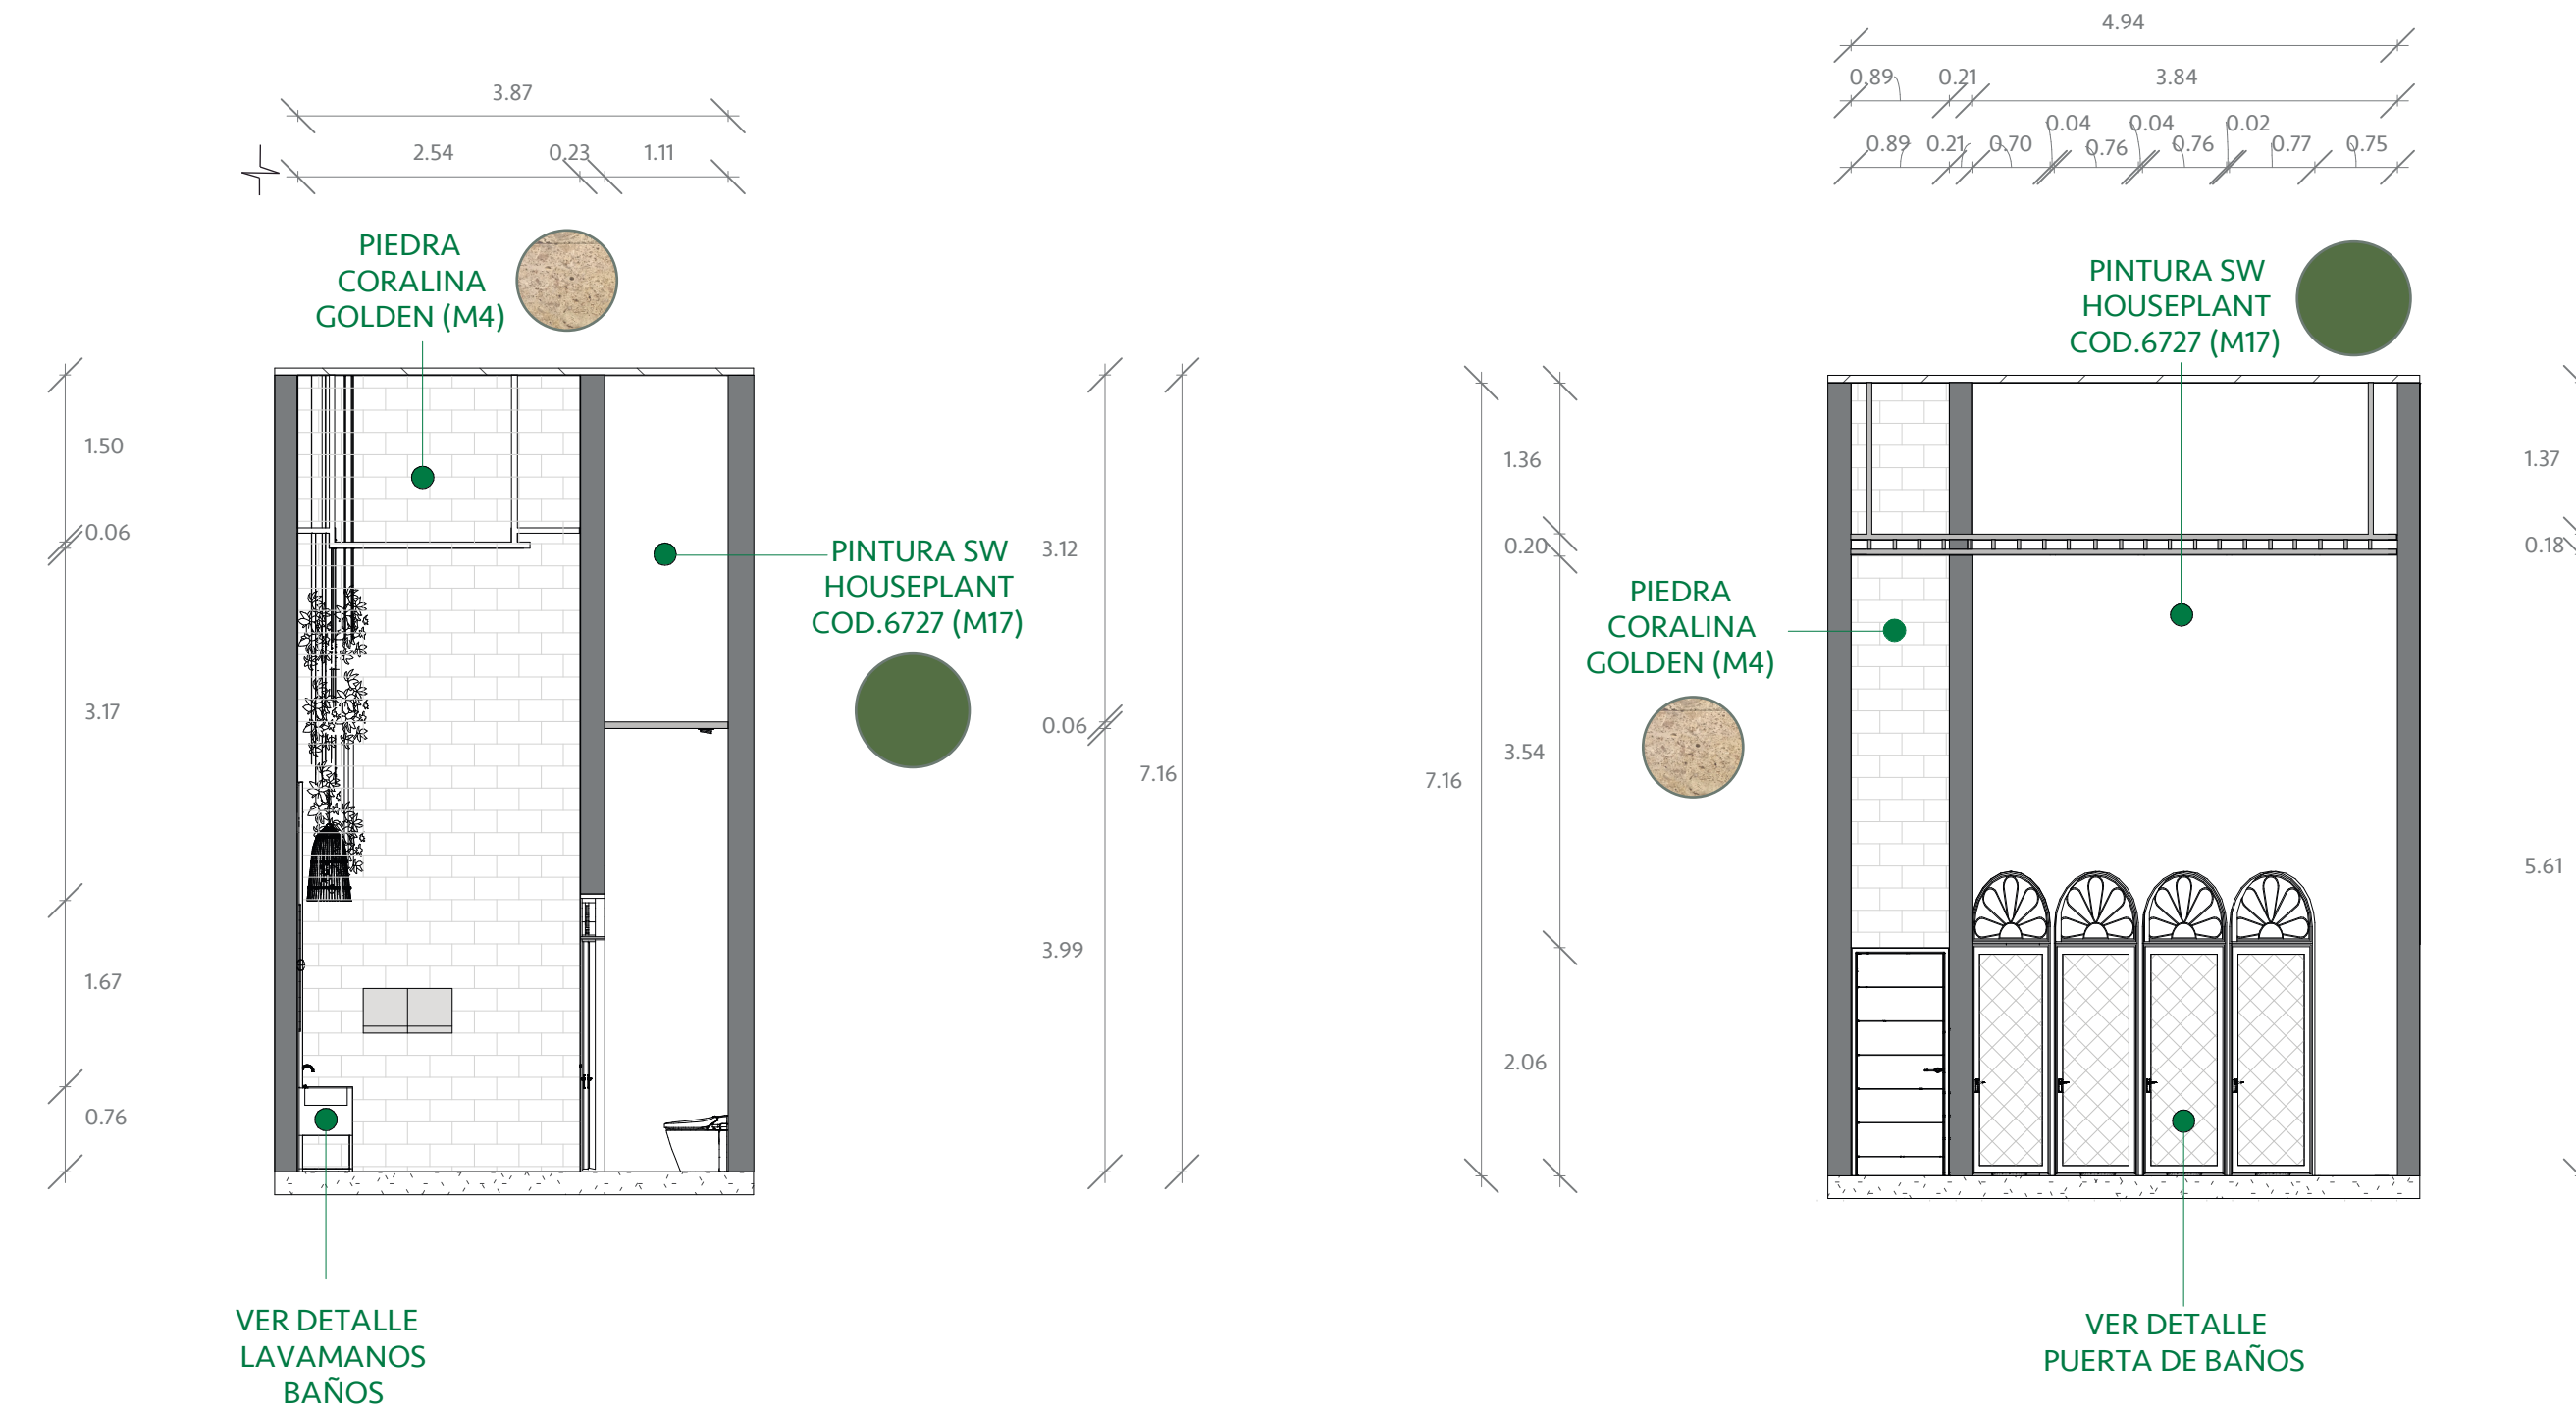 3.87
2.54
0.23
1.11
PIEDRA
CORALINA
GOLDEN (M4)
1.50
0.06
3.17
1.67
0.76
PINTURA SW
HOUSEPLANT
COD.6727 (M17)
3.12
0.06
3.99
7.16
VER DETALLE
LAVAMANOS
BAÑOS
4.94
0.89
0.21
3.84
0.89
0.21
0.70
0.04
0.76
0.04
0.76
0.02
0.77
0.75
PINTURA SW
HOUSEPLANT
COD.6727 (M17)
7.16
1.36
0.20
3.54
2.06
PIEDRA
CORALINA
GOLDEN (M4)
1.37
0.18
5.61
VER DETALLE
PUERTA DE BAÑOS